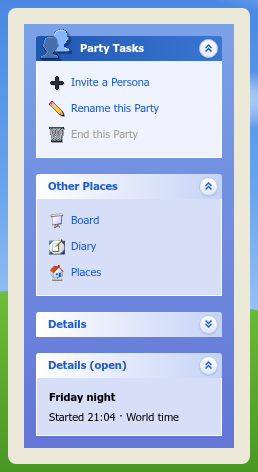 Party Tasks
Invite a Persona
Rename this Party
End this Party
Other Places
Board
Diary
Places
Details
Details (open)
Friday night
Started 21:04 · World time